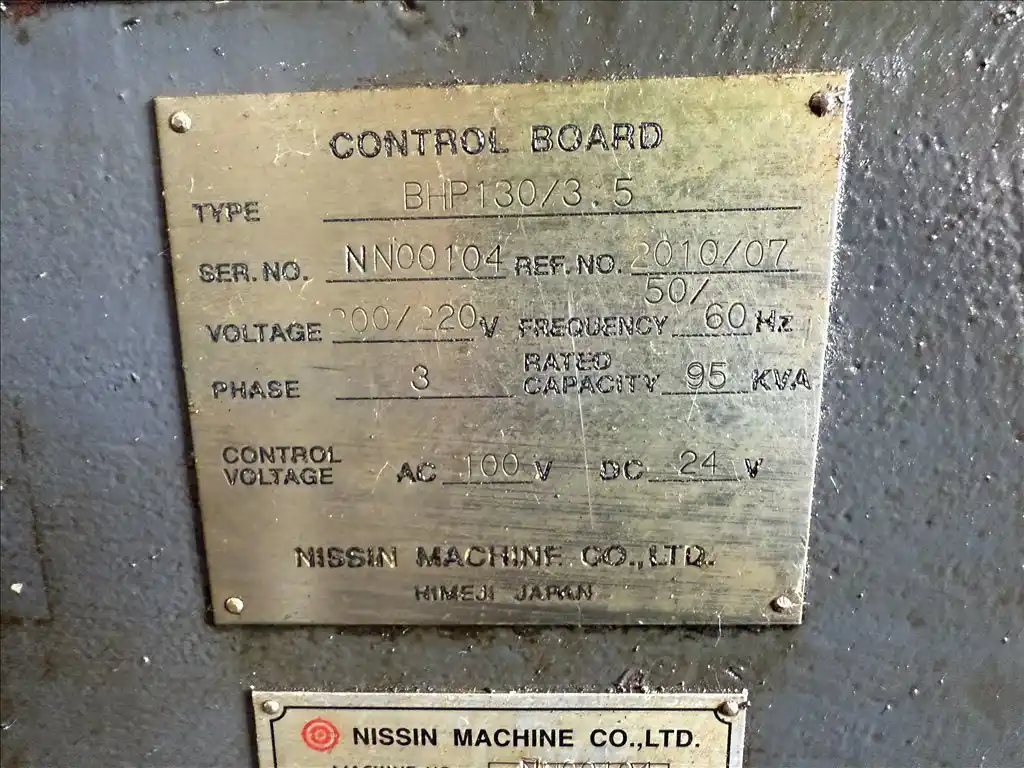 CONTROL BOARD
TYPE BHP130/3.5
SER. NO. NN00104 REF. NO. 2010/07
VOLTAGE 200/220 V FREQUENCY 50/60 Hz
PHASE 3 RATED CAPACITY 95 KVA
CONTROL VOLTAGE AC 100 V DC 24 V
NISSIN MACHINE CO.,LTD.
HIMEJI JAPAN
NISSIN MACHINE CO.,LTD.